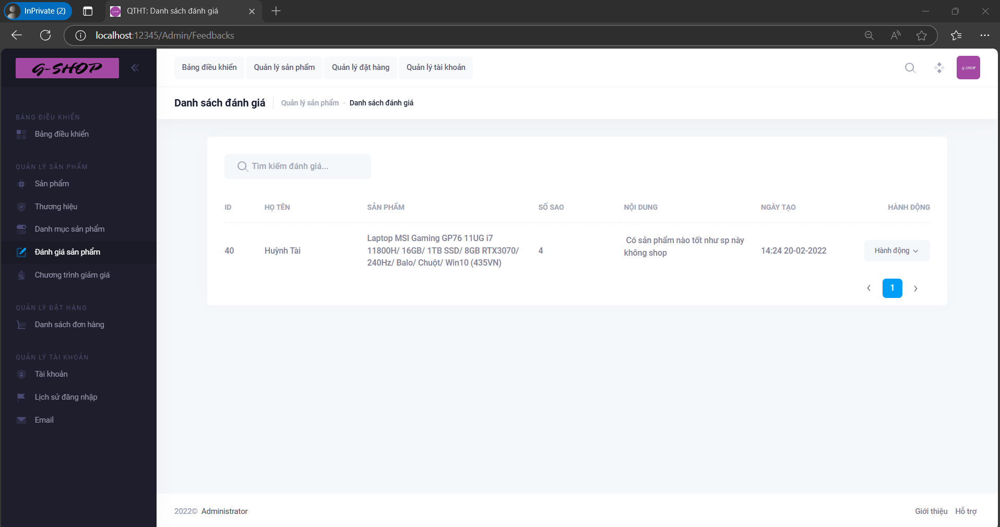 InPrivate (2)
QTHT: Danh sách đánh giá
localhost:12345/Admin/Feedbacks
G-SHOP
Bảng điều khiển
Quản lý sản phẩm
Quản lý đặt hàng
Quản lý tài khoản
G-SHOP
Danh sách đánh giá
Quản lý sản phẩm - Danh sách đánh giá
BẢNG ĐIỀU KHIỂN
Bảng điều khiển
QUẢN LÝ SẢN PHẨM
Sản phẩm
Thương hiệu
Danh mục sản phẩm
Đánh giá sản phẩm
Chương trình giảm giá
QUẢN LÝ ĐẶT HÀNG
Danh sách đơn hàng
QUẢN LÝ TÀI KHOẢN
Tài khoản
Lịch sử đăng nhập
Email
Tìm kiếm đánh giá...
ID HỌ TÊN SẢN PHẨM SỐ SAO NỘI DUNG NGÀY TẠO HÀNH ĐỘNG
40
Huỳnh Tài
Laptop MSI Gaming GP76 11UG i7
11800H/ 16GB/ 1TB SSD/ 8GB RTX3070/
240Hz/ Balo/ Chuột/ Win10 (435VN)
4
Có sản phẩm nào tốt như sp này
không shop
14:24 20-02-2022
Hành động
1
2022© Administrator
Giới thiệu Hỗ trợ